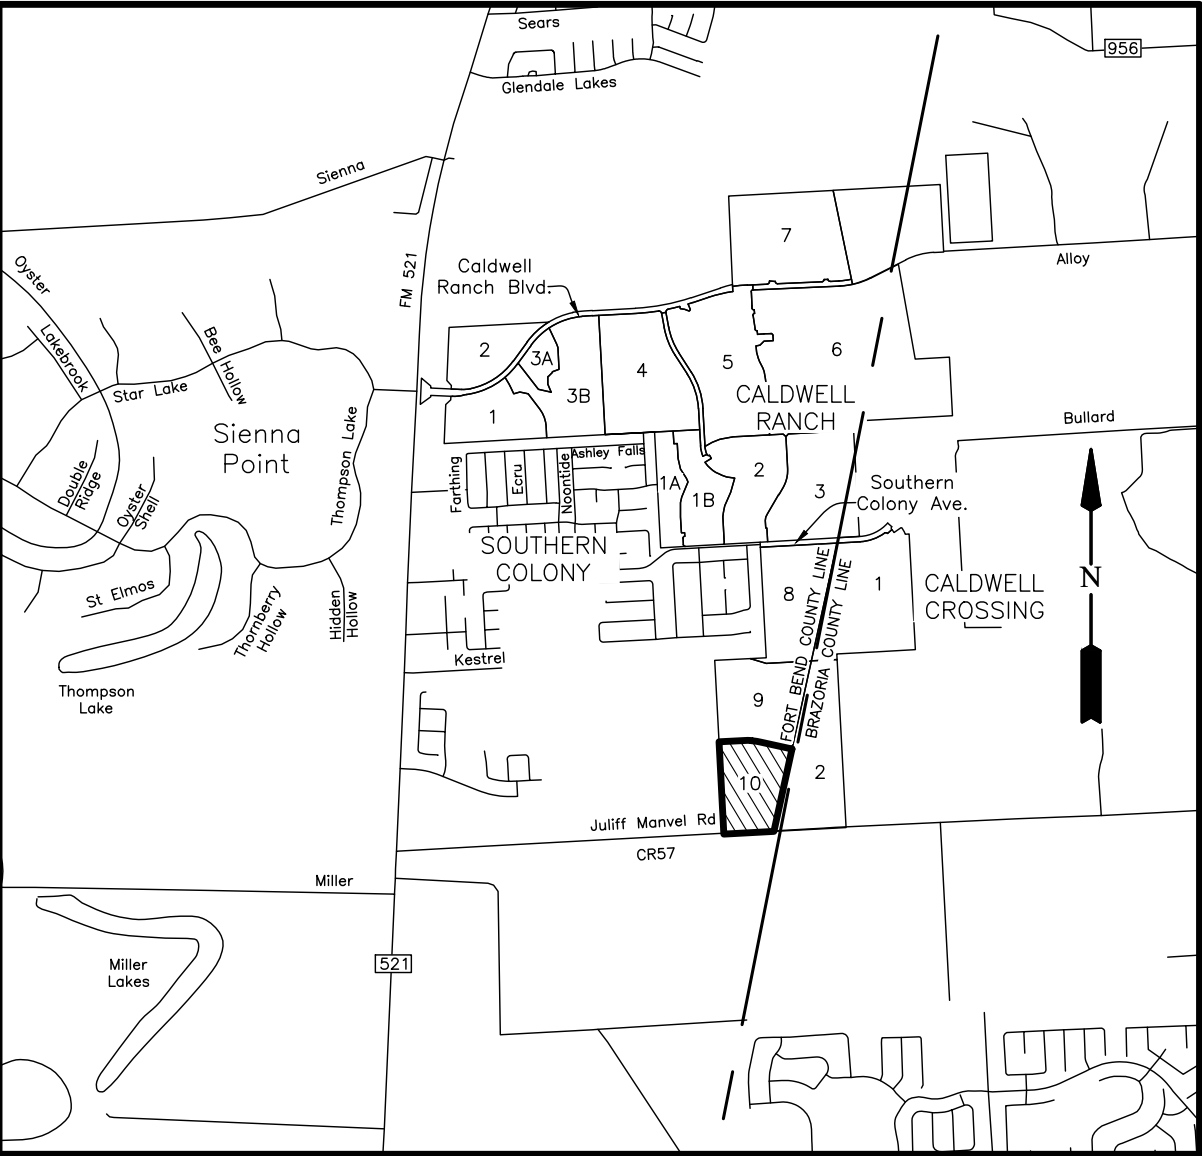 Sears
956
Glendale Lakes
Sienna
7
Alloy
Oyster
FM 521
Caldwell
Ranch Blvd.
Lakebrook
Bee Hollow
2
3A
3B
4
5
6
Star Lake
1
CALDWELL
RANCH
Bullard
Sienna
Point
Thompson Lake
Double
Ridge
Oyster
Shell
Farthing
Ecru
Noontide
Ashley Falls
1A
1B
2
3
Southern
Colony Ave.
SOUTHERN
COLONY
N
St Elmos
Thornberry
Hollow
Hidden
Hollow
8
1
CALDWELL
CROSSING
FORT BEND COUNTY LINE
BRAZORIA COUNTY LINE
Kestrel
Thompson
Lake
9
10
2
Juliff Manvel Rd
CR57
Miller
521
Miller
Lakes